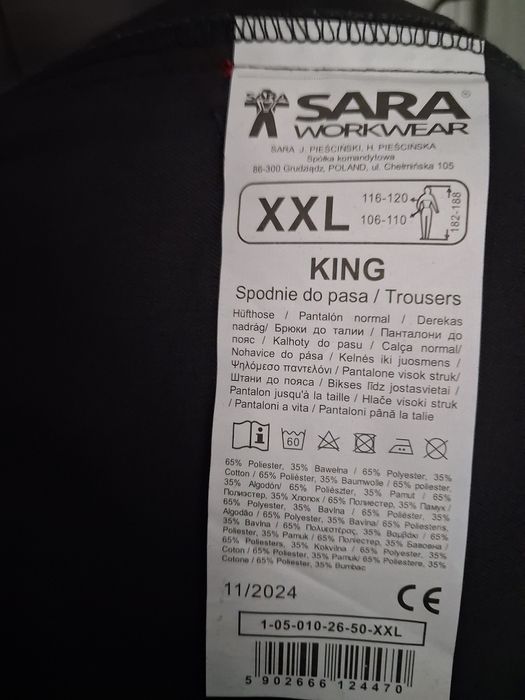 SARA
SARA®
WORKWEAR
SARA J. PIEŚCIŃSKI, H. PIEŚCIŃSKA
Spółka komandytowa
86-300 Grudziądz, POLAND, ul. Chełmińska 105
XXL
116-120
106-110
182-188
KING
Spodnie do pasa / Trousers
Hüfthose / Pantalón normal / Derekas
nadrág/ Брюки до талии / Панталони до
пояс / Kalhoty do pasu / Calça normal/
Nohavice do pása / Kelnės iki juosmens /
Ψηλόμεσο παντελόνι / Pantalone visok struk/
Штани до пояса / Bikses līdz jostasvietai /
Pantalon jusqu'à la taille / Hlače visoki struk
/ Pantaloni a vita / Pantaloni până la talie
60
65% Poliester, 35% Bawełna / 65% Polyester, 35%
Cotton / 65% Polyester, 35% Baumwolle / 65% poliester,
35% Algodón/ 65% Poliészter, 35% Pamut / 65%
Полиэстер, 35% Хлопок / 65% Полиестер, 35% Памук/
65% Polyester, 35% Bavlna / 65% Poliéster, 35%
Algodão / 65% Polyester, 35% Bavlna/ 65% Poliesteris,
35% Bavlna / 65% Πολυεστέρας, 35% Βαμβάκι / 65%
Poliester, 35% Pamuk / 65% Поліестер, 35% Бавовна /
65% Poliesters, 35% Kokvilna / 65% Polyester, 35%
Coton / 65% Poliester, 35% Pamuk/ 65% Poliestere, 35%
Cotone / 65% Poliester, 35% Bumbac
11/2024
CE
1-05-010-26-50-XXL
5 902666 124470